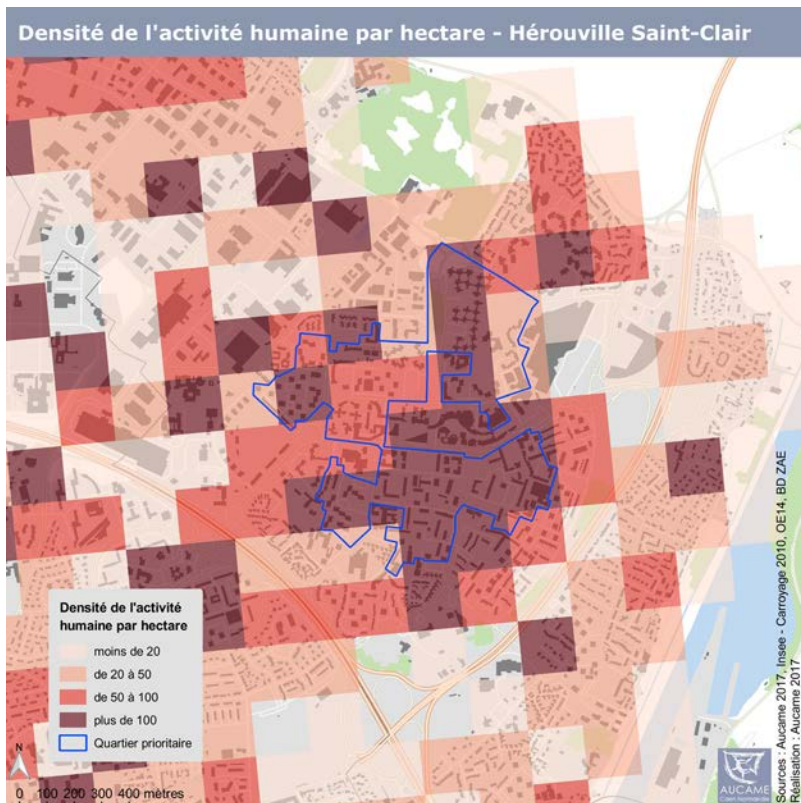 Densité de l'activité humaine par hectare - Hérouville Saint-Clair
Densité de l'activité
humaine par hectare
moins de 20
de 20 à 50
de 50 à 100
plus de 100
Quartier prioritaire
N
0 100 200 300 400 mètres
Sources : Aucame 2017, Insee - Carroyage 2010, OE14, BD ZAE
Réalisation : Aucame 2017
AUCAME
Caen Normandie